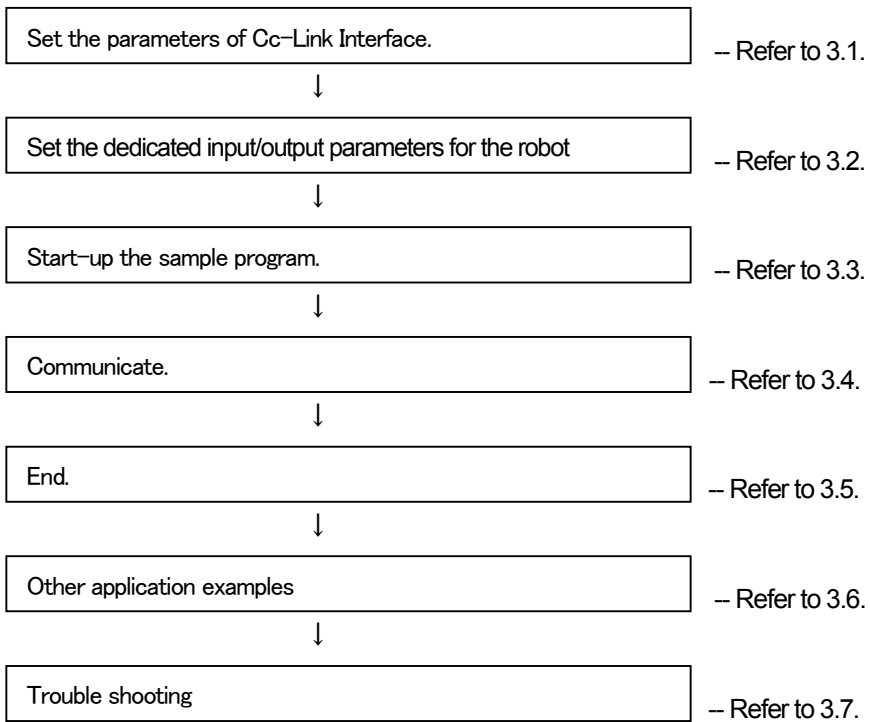 Set the parameters of Cc-Link Interface.
-- Refer to 3.1.
↓
Set the dedicated input/output parameters for the robot
-- Refer to 3.2.
↓
Start-up the sample program.
-- Refer to 3.3.
↓
Communicate.
-- Refer to 3.4.
↓
End.
-- Refer to 3.5.
↓
Other application examples
-- Refer to 3.6.
↓
Trouble shooting
-- Refer to 3.7.